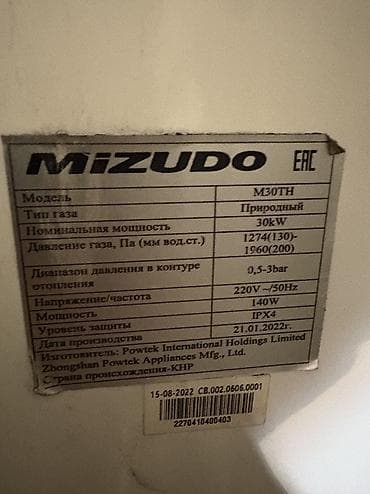 MIZUDO EAC
Модель M30TH
Тип газа Природный
Номинальная мощность 30kW
Давление газа, Па (мм вод.ст.) 1274(130)-
1960(200)
Диапазон давления в контуре
отопления 0,5-3bar
Напряжение/частота 220V ~/50Hz
Мощность 140W
Уровень защиты IPX4
Дата производства 21.01.2022г.
Изготовитель: Powtek International Holdings Limited
Zhongshan Powtek Appliances Mfg., Ltd.
Страна происхождения-КНР
15-08-2022 CB.002.0606.0001
2270410400403